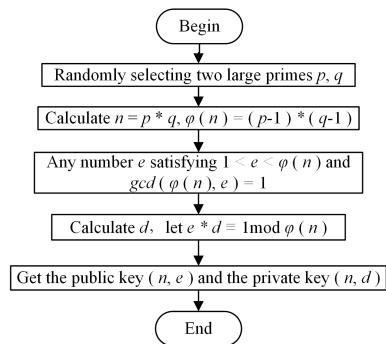 Begin
Randomly selecting two large primes p, q
Calculate n = p * q, φ ( n ) = ( p-1 ) * ( q-1 )
Any number e satisfying 1 < e < φ ( n ) and
gcd ( φ ( n ), e ) = 1
Calculate d, let e * d ≡ 1mod φ ( n )
Get the public key ( n, e ) and the private key ( n, d )
End